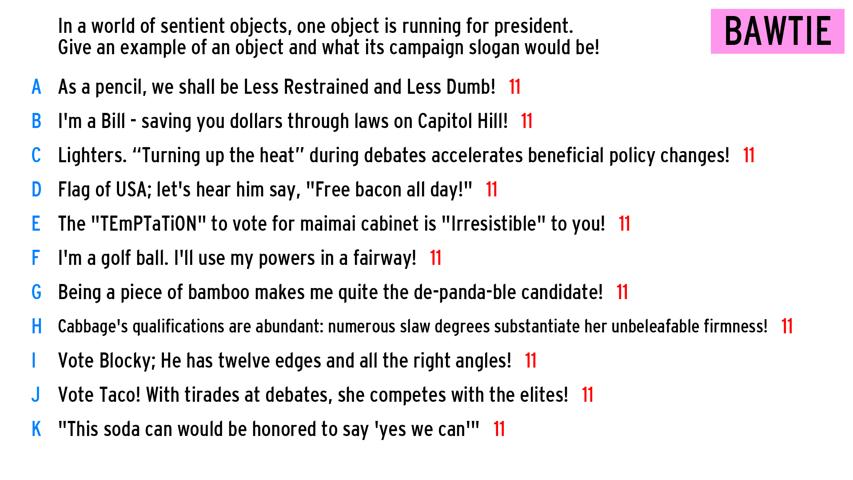 In a world of sentient objects, one object is running for president.
Give an example of an object and what its campaign slogan would be!
BAWTIE
A As a pencil, we shall be Less Restrained and Less Dumb! 11
B I'm a Bill - saving you dollars through laws on Capitol Hill! 11
C Lighters. “Turning up the heat” during debates accelerates beneficial policy changes! 11
D Flag of USA; let's hear him say, "Free bacon all day!" 11
E The "TEmPTaTiON" to vote for maimai cabinet is "Irresistible" to you! 11
F I'm a golf ball. I'll use my powers in a fairway! 11
G Being a piece of bamboo makes me quite the de-panda-ble candidate! 11
H Cabbage's qualifications are abundant: numerous slaw degrees substantiate her unbeleafable firmness! 11
I Vote Blocky; He has twelve edges and all the right angles! 11
J Vote Taco! With tirades at debates, she competes with the elites! 11
K "This soda can would be honored to say 'yes we can'" 11